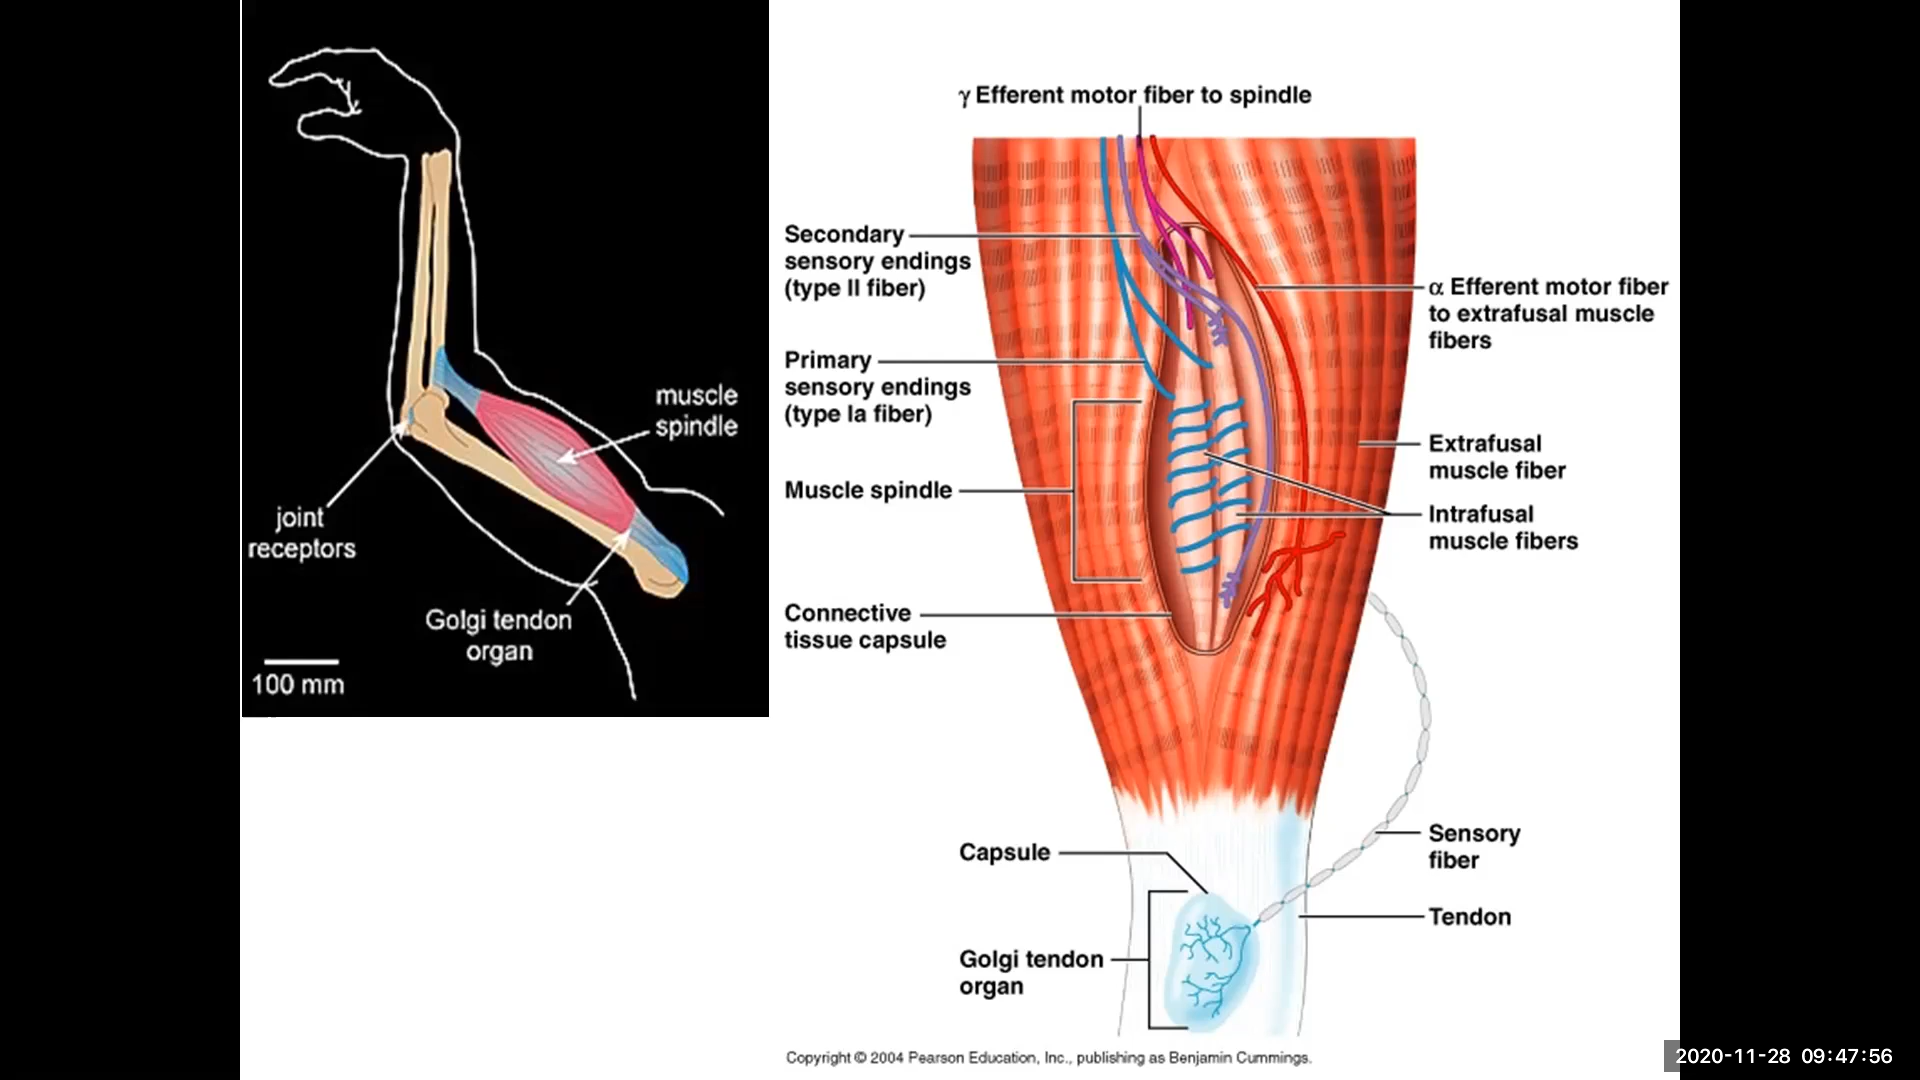 muscle
spindle
joint
receptors
Golgi tendon
organ
100 mm
γ Efferent motor fiber to spindle
Secondary
sensory endings
(type II fiber)
Primary
sensory endings
(type Ia fiber)
Muscle spindle
Connective
tissue capsule
α Efferent motor fiber
to extrafusal muscle
fibers
Extrafusal
muscle fiber
Intrafusal
muscle fibers
Capsule
Golgi tendon
organ
Sensory
fiber
Tendon
Copyright © 2004 Pearson Education, Inc., publishing as Benjamin Cummings.
2020-11-28 09:47:56